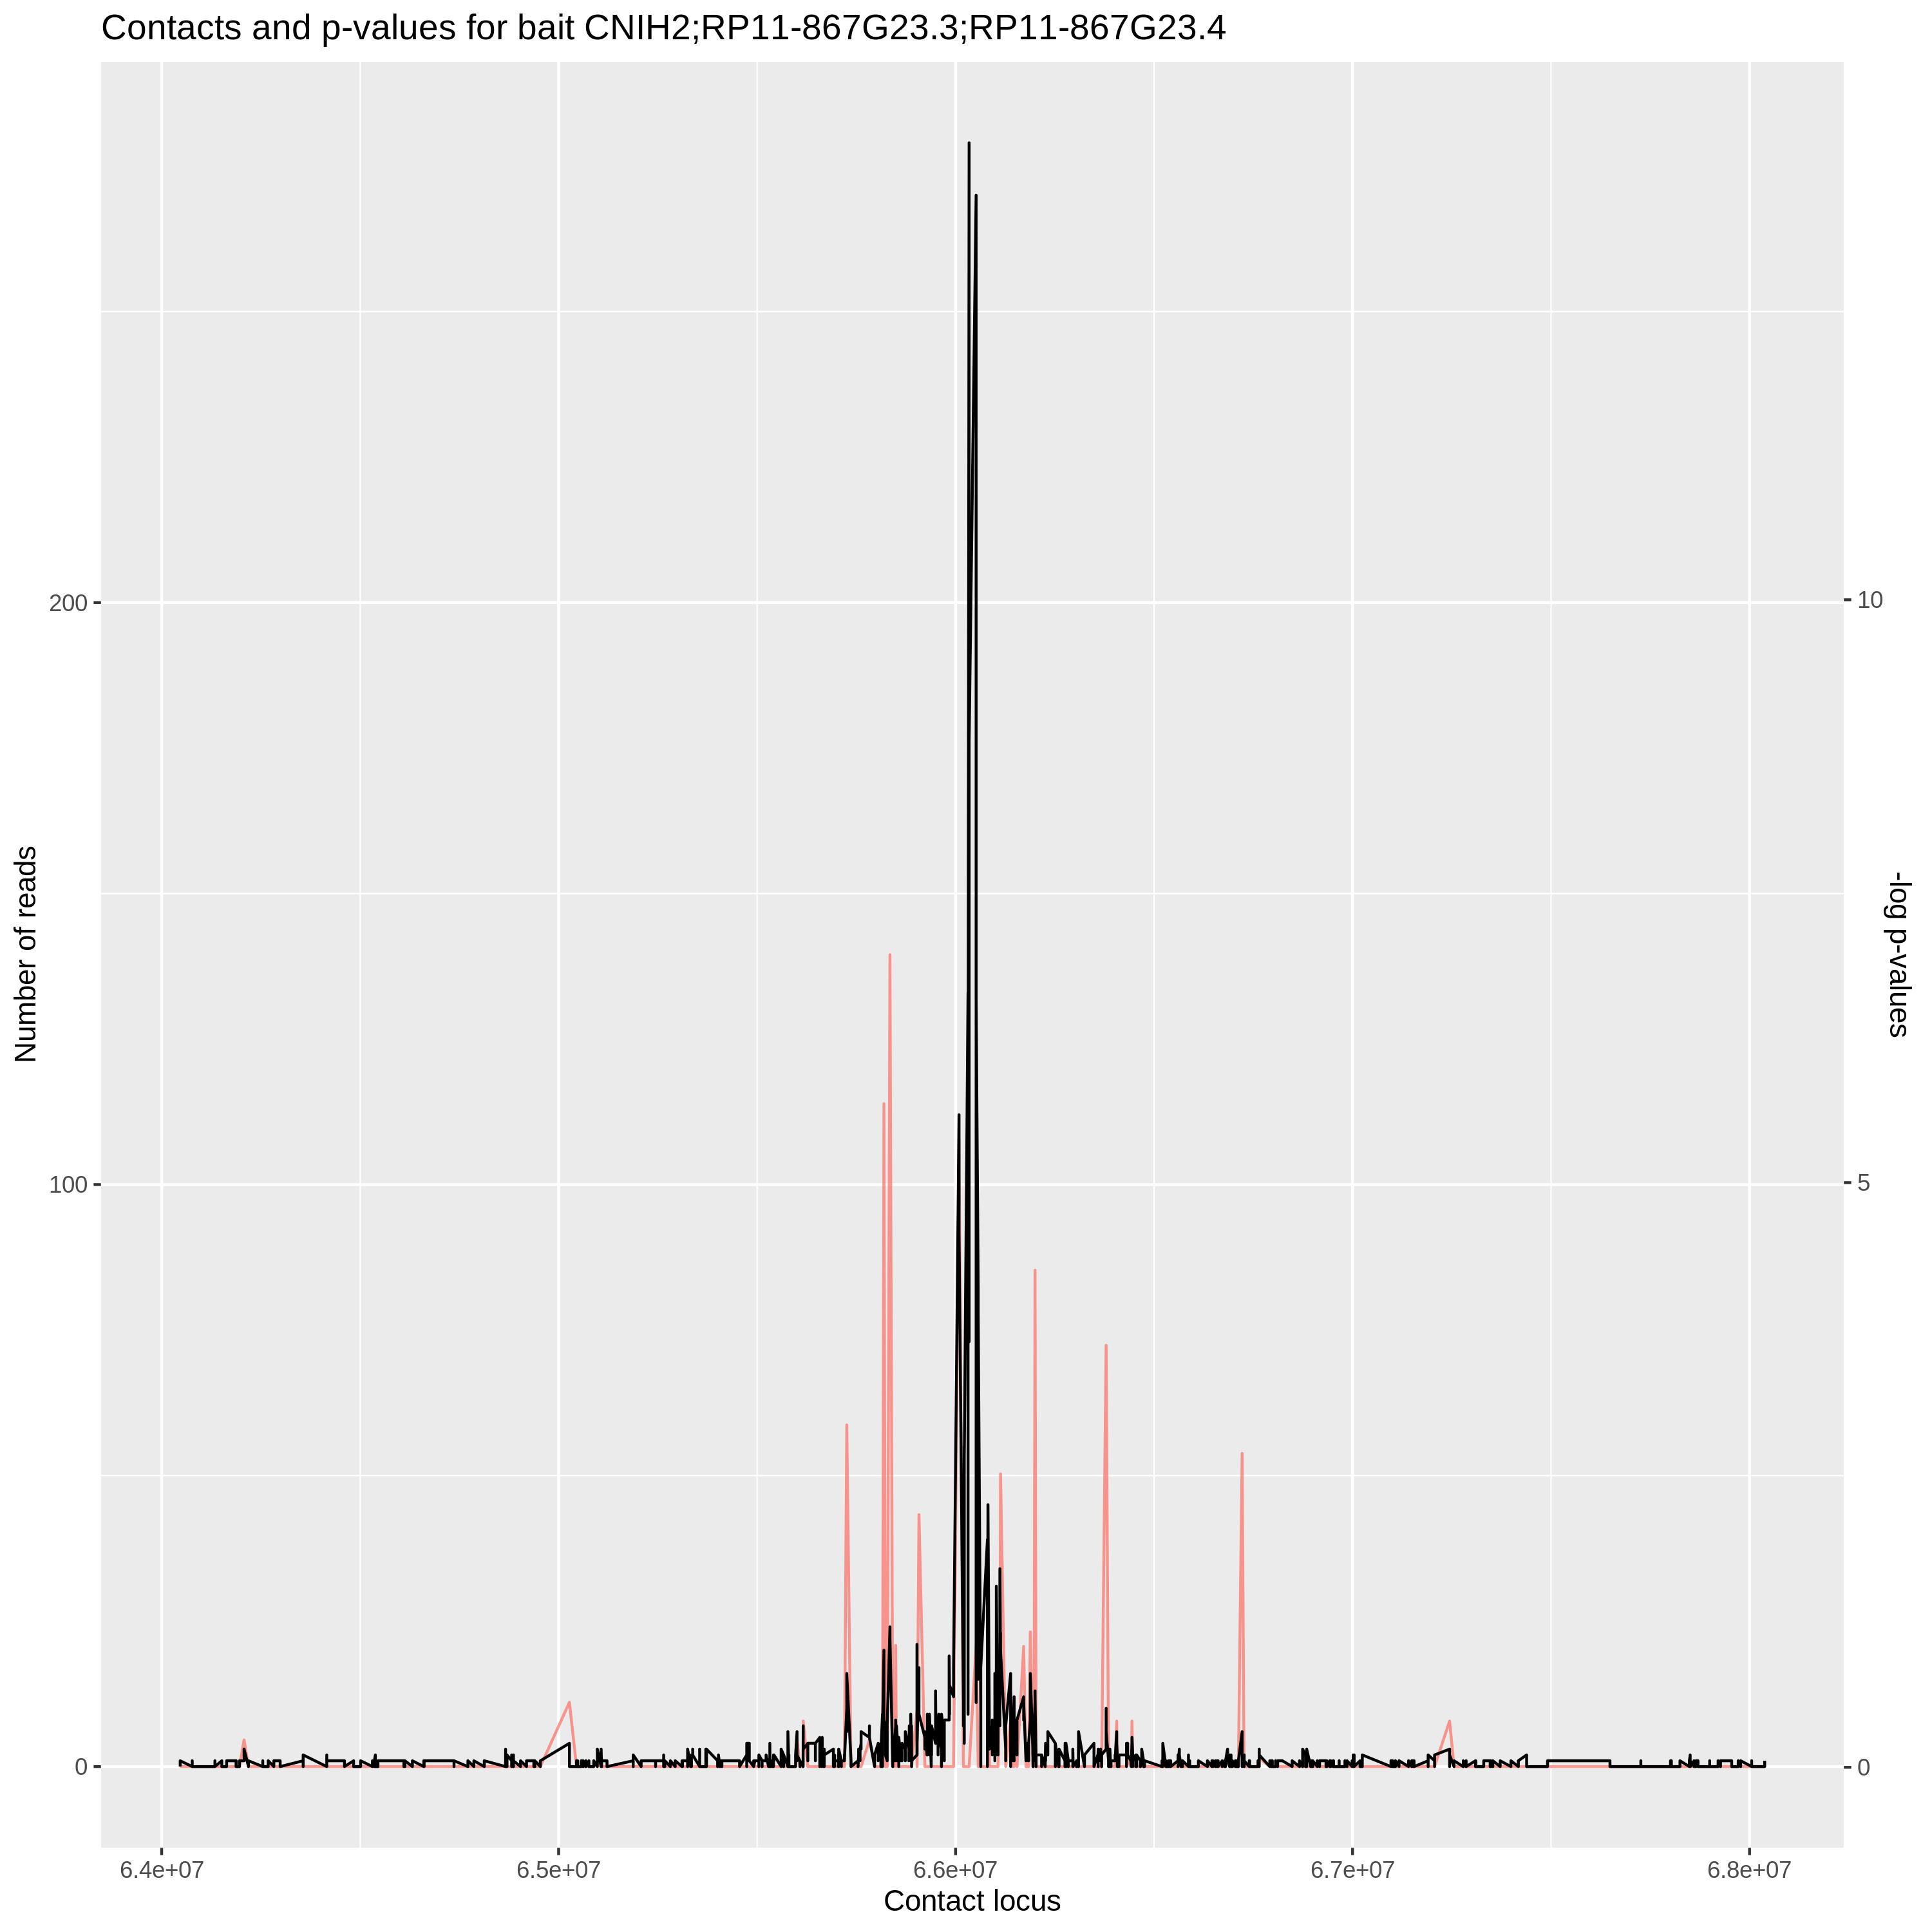 Contacts and p-values for bait CNIH2;RP11-867G23.3;RP11-867G23.4
Number of reads
200
100
0
10
5
0
-log p-values
6.4e+07
6.5e+07
6.6e+07
6.7e+07
6.8e+07
Contact locus